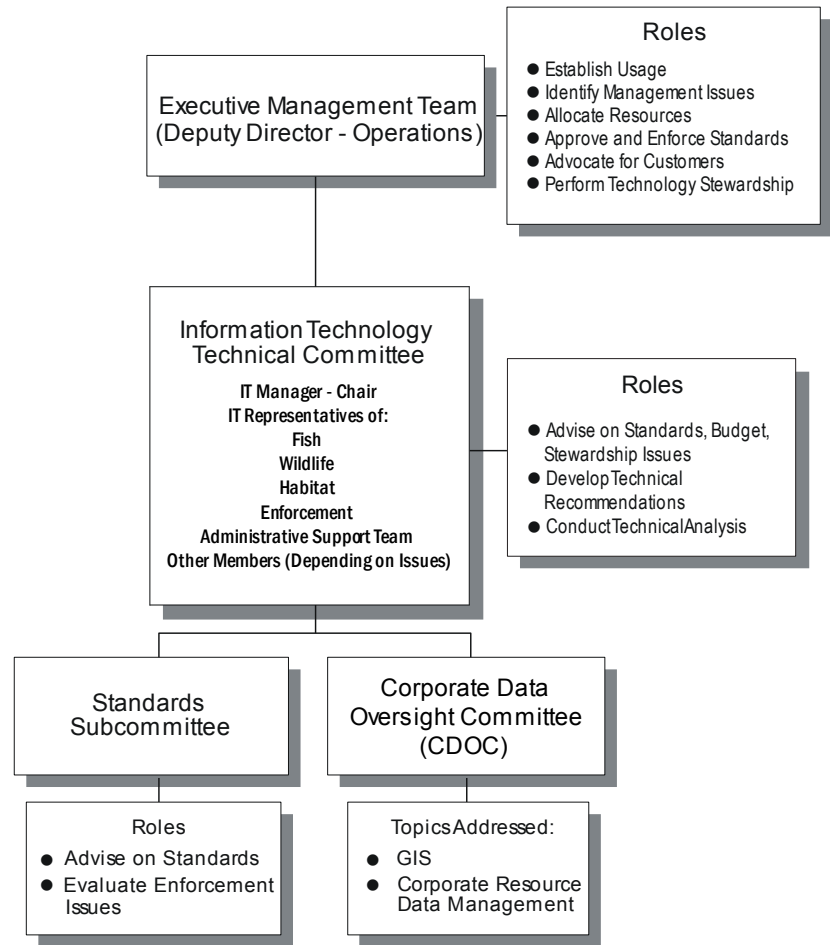 Executive Management Team
(Deputy Director - Operations)
Roles
● Establish Usage
● Identify Management Issues
● Allocate Resources
● Approve and Enforce Standards
● Advocate for Customers
● Perform Technology Stewardship
Information Technology
Technical Committee
IT Manager - Chair
IT Representatives of:
Fish
Wildlife
Habitat
Enforcement
Administrative Support Team
Other Members (Depending on Issues)
Roles
● Advise on Standards, Budget,
Stewardship Issues
● Develop Technical
Recommendations
● Conduct Technical Analysis
Standards
Subcommittee
Corporate Data
Oversight Committee
(CDOC)
Roles
● Advise on Standards
● Evaluate Enforcement
Issues
Topics Addressed:
● GIS
● Corporate Resource
Data Management